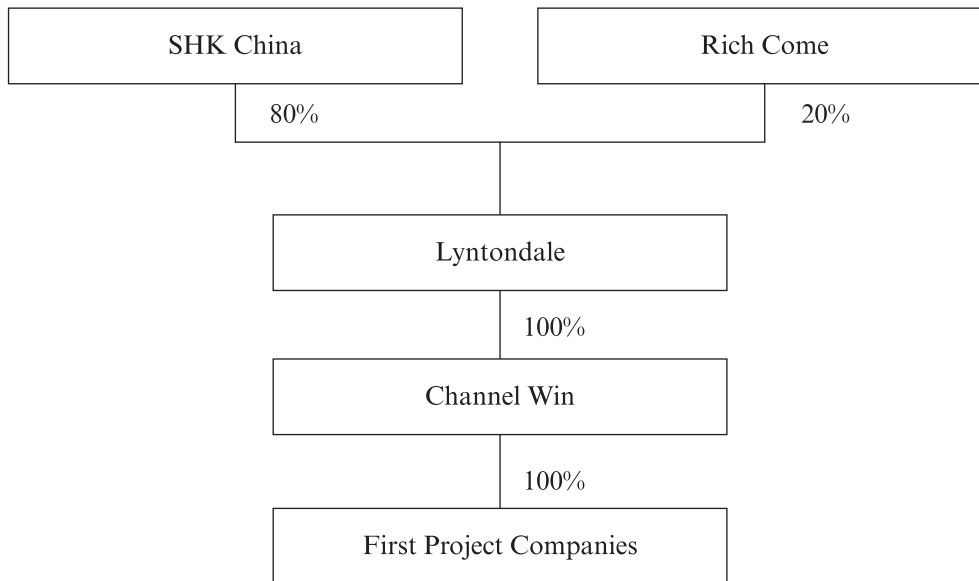 SHK China
Rich Come
80%
20%
Lyntondale
100%
Channel Win
100%
First Project Companies